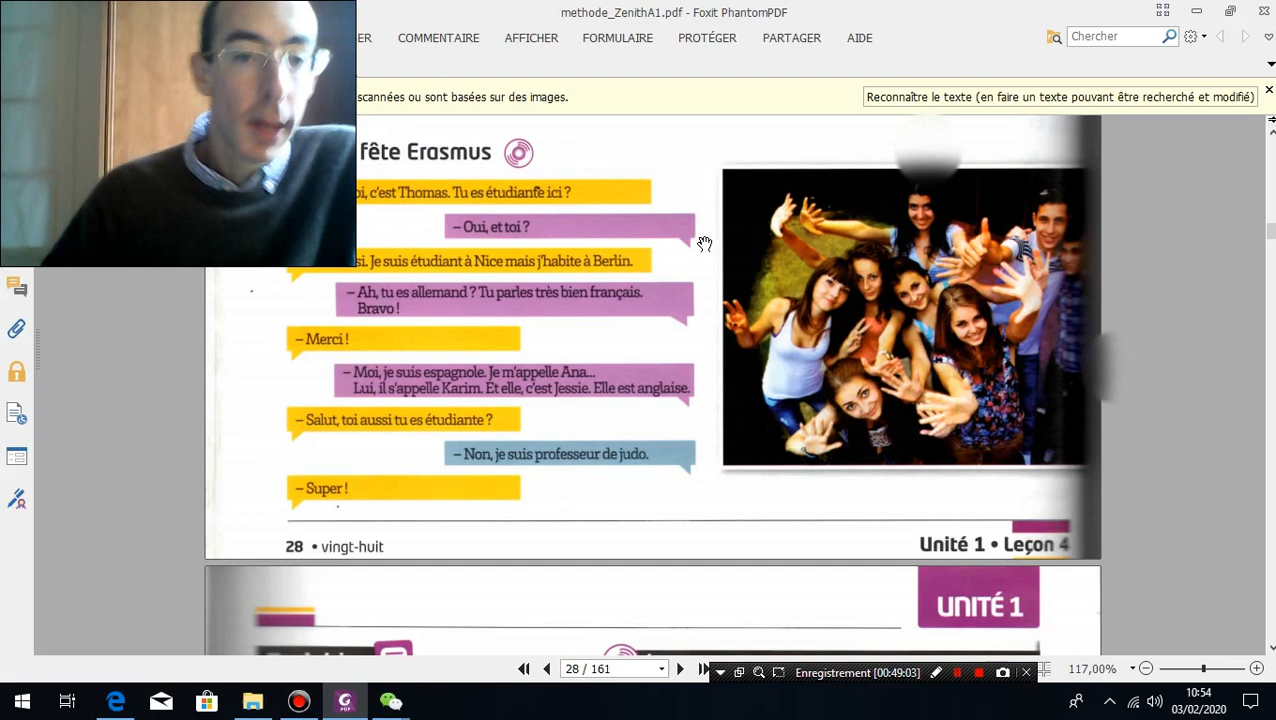 methode_ZenithA1.pdf - Foxit PhantomPDF
COMMENTAIRE AFFICHER FORMULAIRE PROTÉGER PARTAGER AIDE
Chercher
scannées ou sont basées sur des images.
Reconnaître le texte (en faire un texte pouvant être recherché et modifié)
fête Erasmus
c'est Thomas. Tu es étudiante ici ?
– Oui, et toi ?
Je suis étudiant à Nice mais j'habite à Berlin.
– Ah, tu es allemand ? Tu parles très bien français.
Bravo !
– Merci !
– Moi, je suis espagnole. Je m'appelle Ana...
Lui, il s'appelle Karim. Et elle, c'est Jessie. Elle est anglaise.
– Salut, toi aussi tu es étudiante ?
– Non, je suis professeur de judo.
– Super !
28 • vingt-huit
Unité 1 • Leçon 4
UNITÉ 1
28 / 161
Enregistrement [00:49:03]
117,00%
10:54
03/02/2020